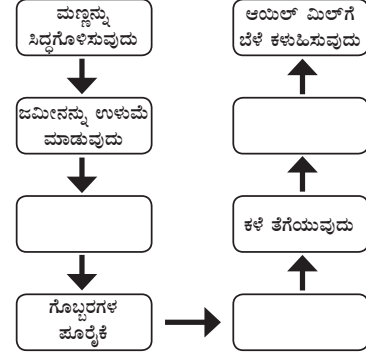 ಮಣ್ಣನ್ನು
ಸಿದ್ಧಗೊಳಿಸುವುದು
ಜಮೀನನ್ನು ಉಳುಮೆ
ಮಾಡುವುದು
ಗೊಬ್ಬರಗಳ
ಪೂರೈಕೆ
ಕಳೆ ತೆಗೆಯುವುದು
ಆಯಿಲ್ ಮಿಲ್‌ಗೆ
ಬೆಳೆ ಕಳುಹಿಸುವುದು